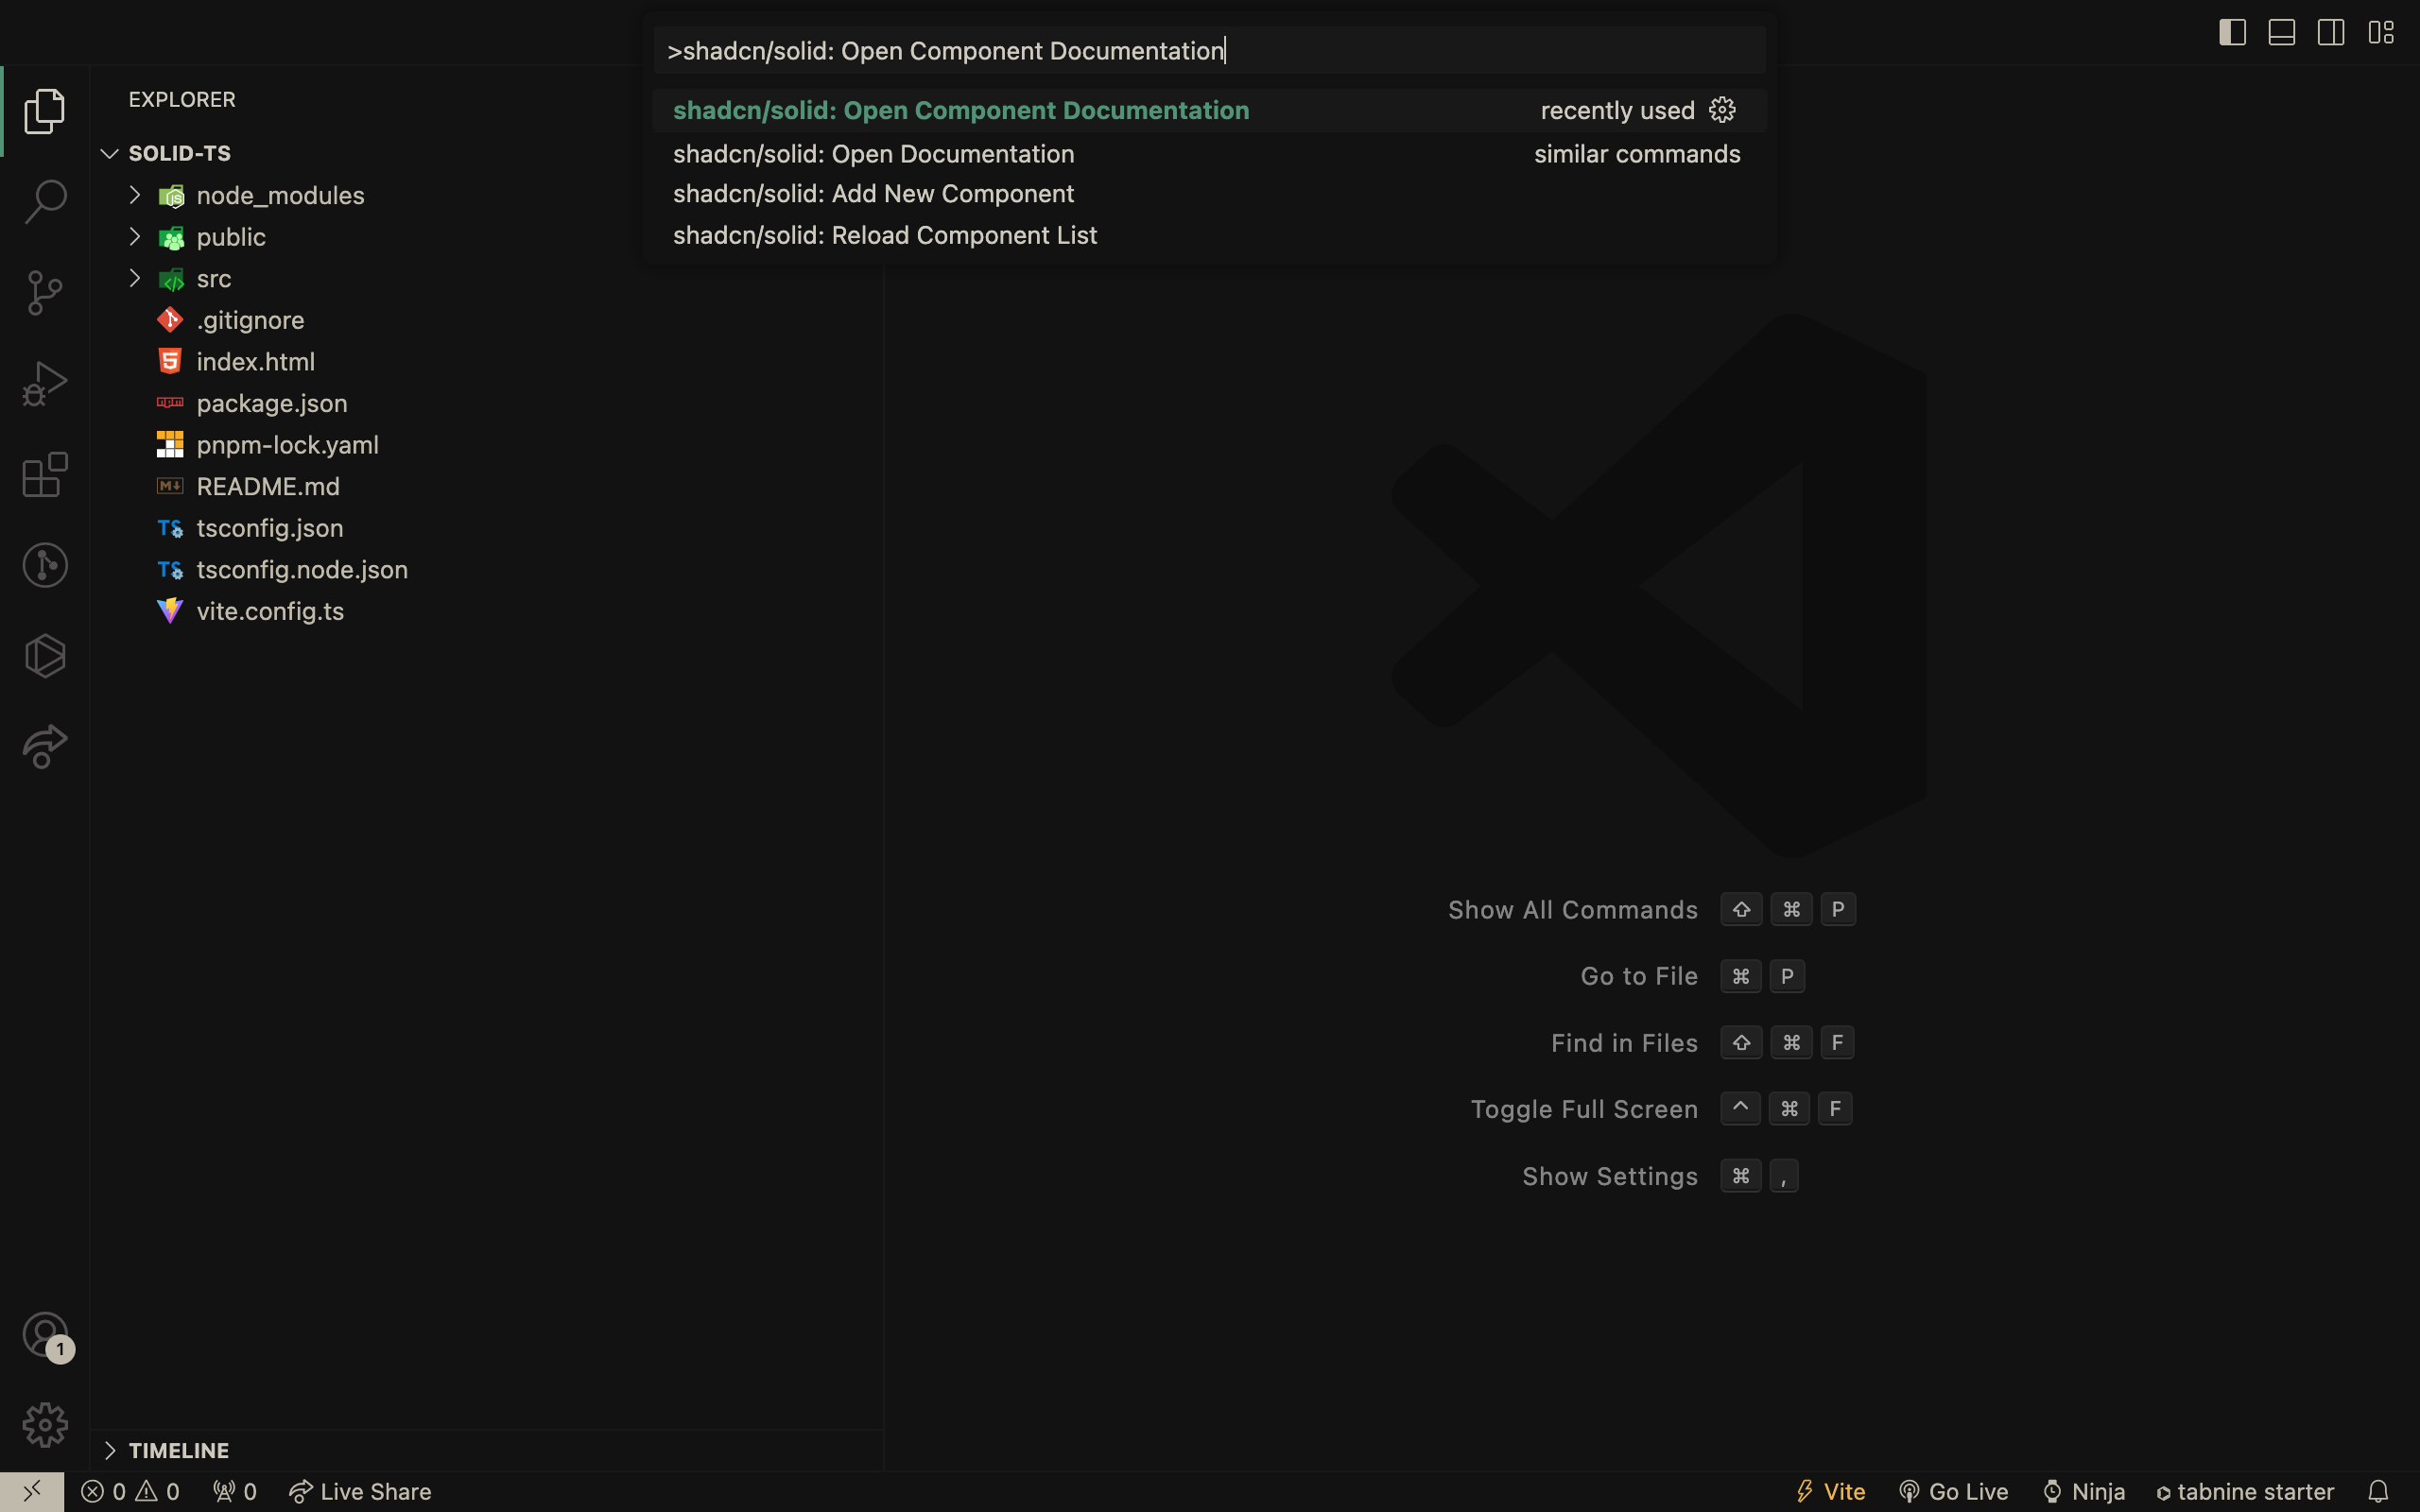 >shadcn/solid: Open Component Documentation
shadcn/solid: Open Component Documentation recently used
shadcn/solid: Open Documentation similar commands
shadcn/solid: Add New Component
shadcn/solid: Reload Component List
EXPLORER
SOLID-TS
node_modules
public
src
.gitignore
index.html
package.json
pnpm-lock.yaml
README.md
tsconfig.json
tsconfig.node.json
vite.config.ts
Show All Commands ⇧ ⌘ P
Go to File ⌘ P
Find in Files ⇧ ⌘ F
Toggle Full Screen ^ ⌘ F
Show Settings ⌘ ,
1
TIMELINE
0 0 0 Live Share Vite Go Live Ninja tabnine starter